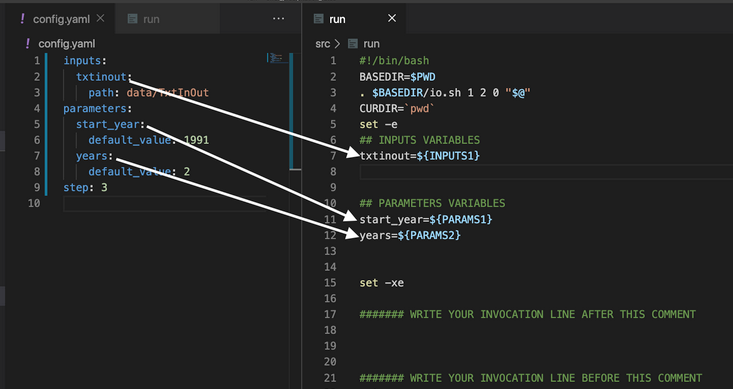 ! config.yaml ×
run
...
! config.yaml
1 inputs:
2 txtinout:
3 path: data/TxtInOut
4 parameters:
5 start_year:
6 default_value: 1991
7 years:
8 default_value: 2
9 step: 3
10
run ×
src > run
1 #!/bin/bash
2 BASEDIR=$PWD
3 . $BASEDIR/io.sh 1 2 0 "$@"
4 CURDIR=`pwd`
5 set -e
6 ## INPUTS VARIABLES
7 txtinout=${INPUTS1}
8
9
10 ## PARAMETERS VARIABLES
11 start_year=${PARAMS1}
12 years=${PARAMS2}
13
14
15 set -xe
16
17 ####### WRITE YOUR INVOCATION LINE AFTER THIS COMMENT
18
19
20
21 ####### WRITE YOUR INVOCATION LINE BEFORE THIS COMMENT